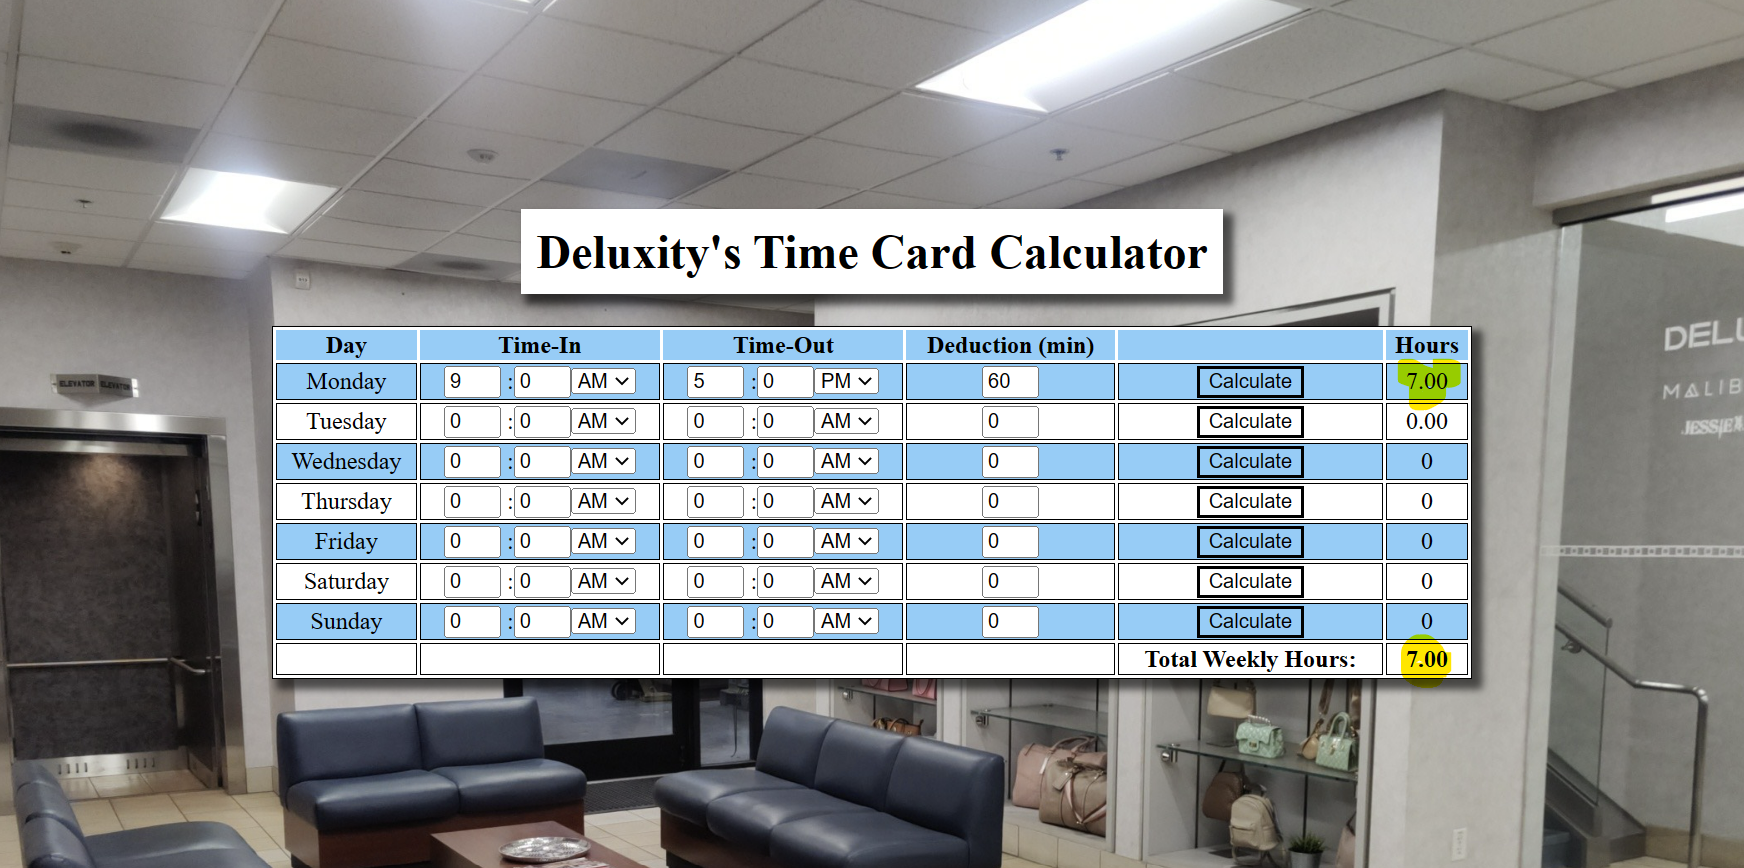 Deluxity's Time Card Calculator
Day Time-In Time-Out Deduction (min) Hours
Monday 9 : 0 AM 5 : 0 PM 60 Calculate 7.00
Tuesday 0 : 0 AM 0 : 0 AM 0 Calculate 0.00
Wednesday 0 : 0 AM 0 : 0 AM 0 Calculate 0
Thursday 0 : 0 AM 0 : 0 AM 0 Calculate 0
Friday 0 : 0 AM 0 : 0 AM 0 Calculate 0
Saturday 0 : 0 AM 0 : 0 AM 0 Calculate 0
Sunday 0 : 0 AM 0 : 0 AM 0 Calculate 0
Total Weekly Hours: 7.00
ELEVATOR ELEVATOR
DELU
MALIB